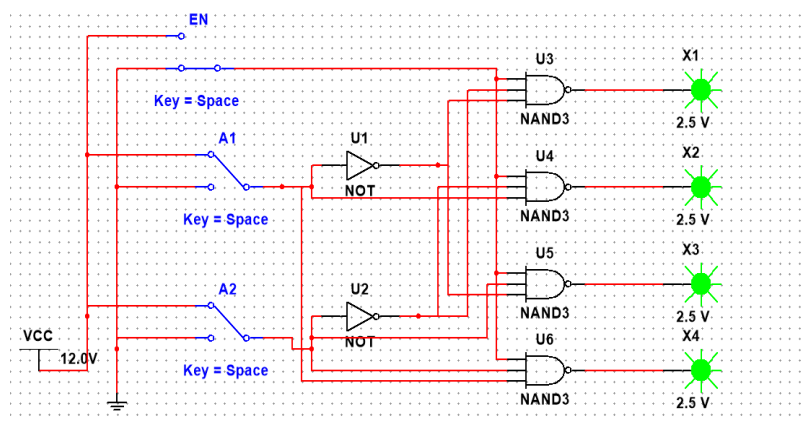 EN
Key = Space
A1
Key = Space
A2
Key = Space
VCC
12.0V
U1
NOT
U2
NOT
U3
NAND3
U4
NAND3
U5
NAND3
U6
NAND3
X1
2.5 V
X2
2.5 V
X3
2.5 V
X4
2.5 V